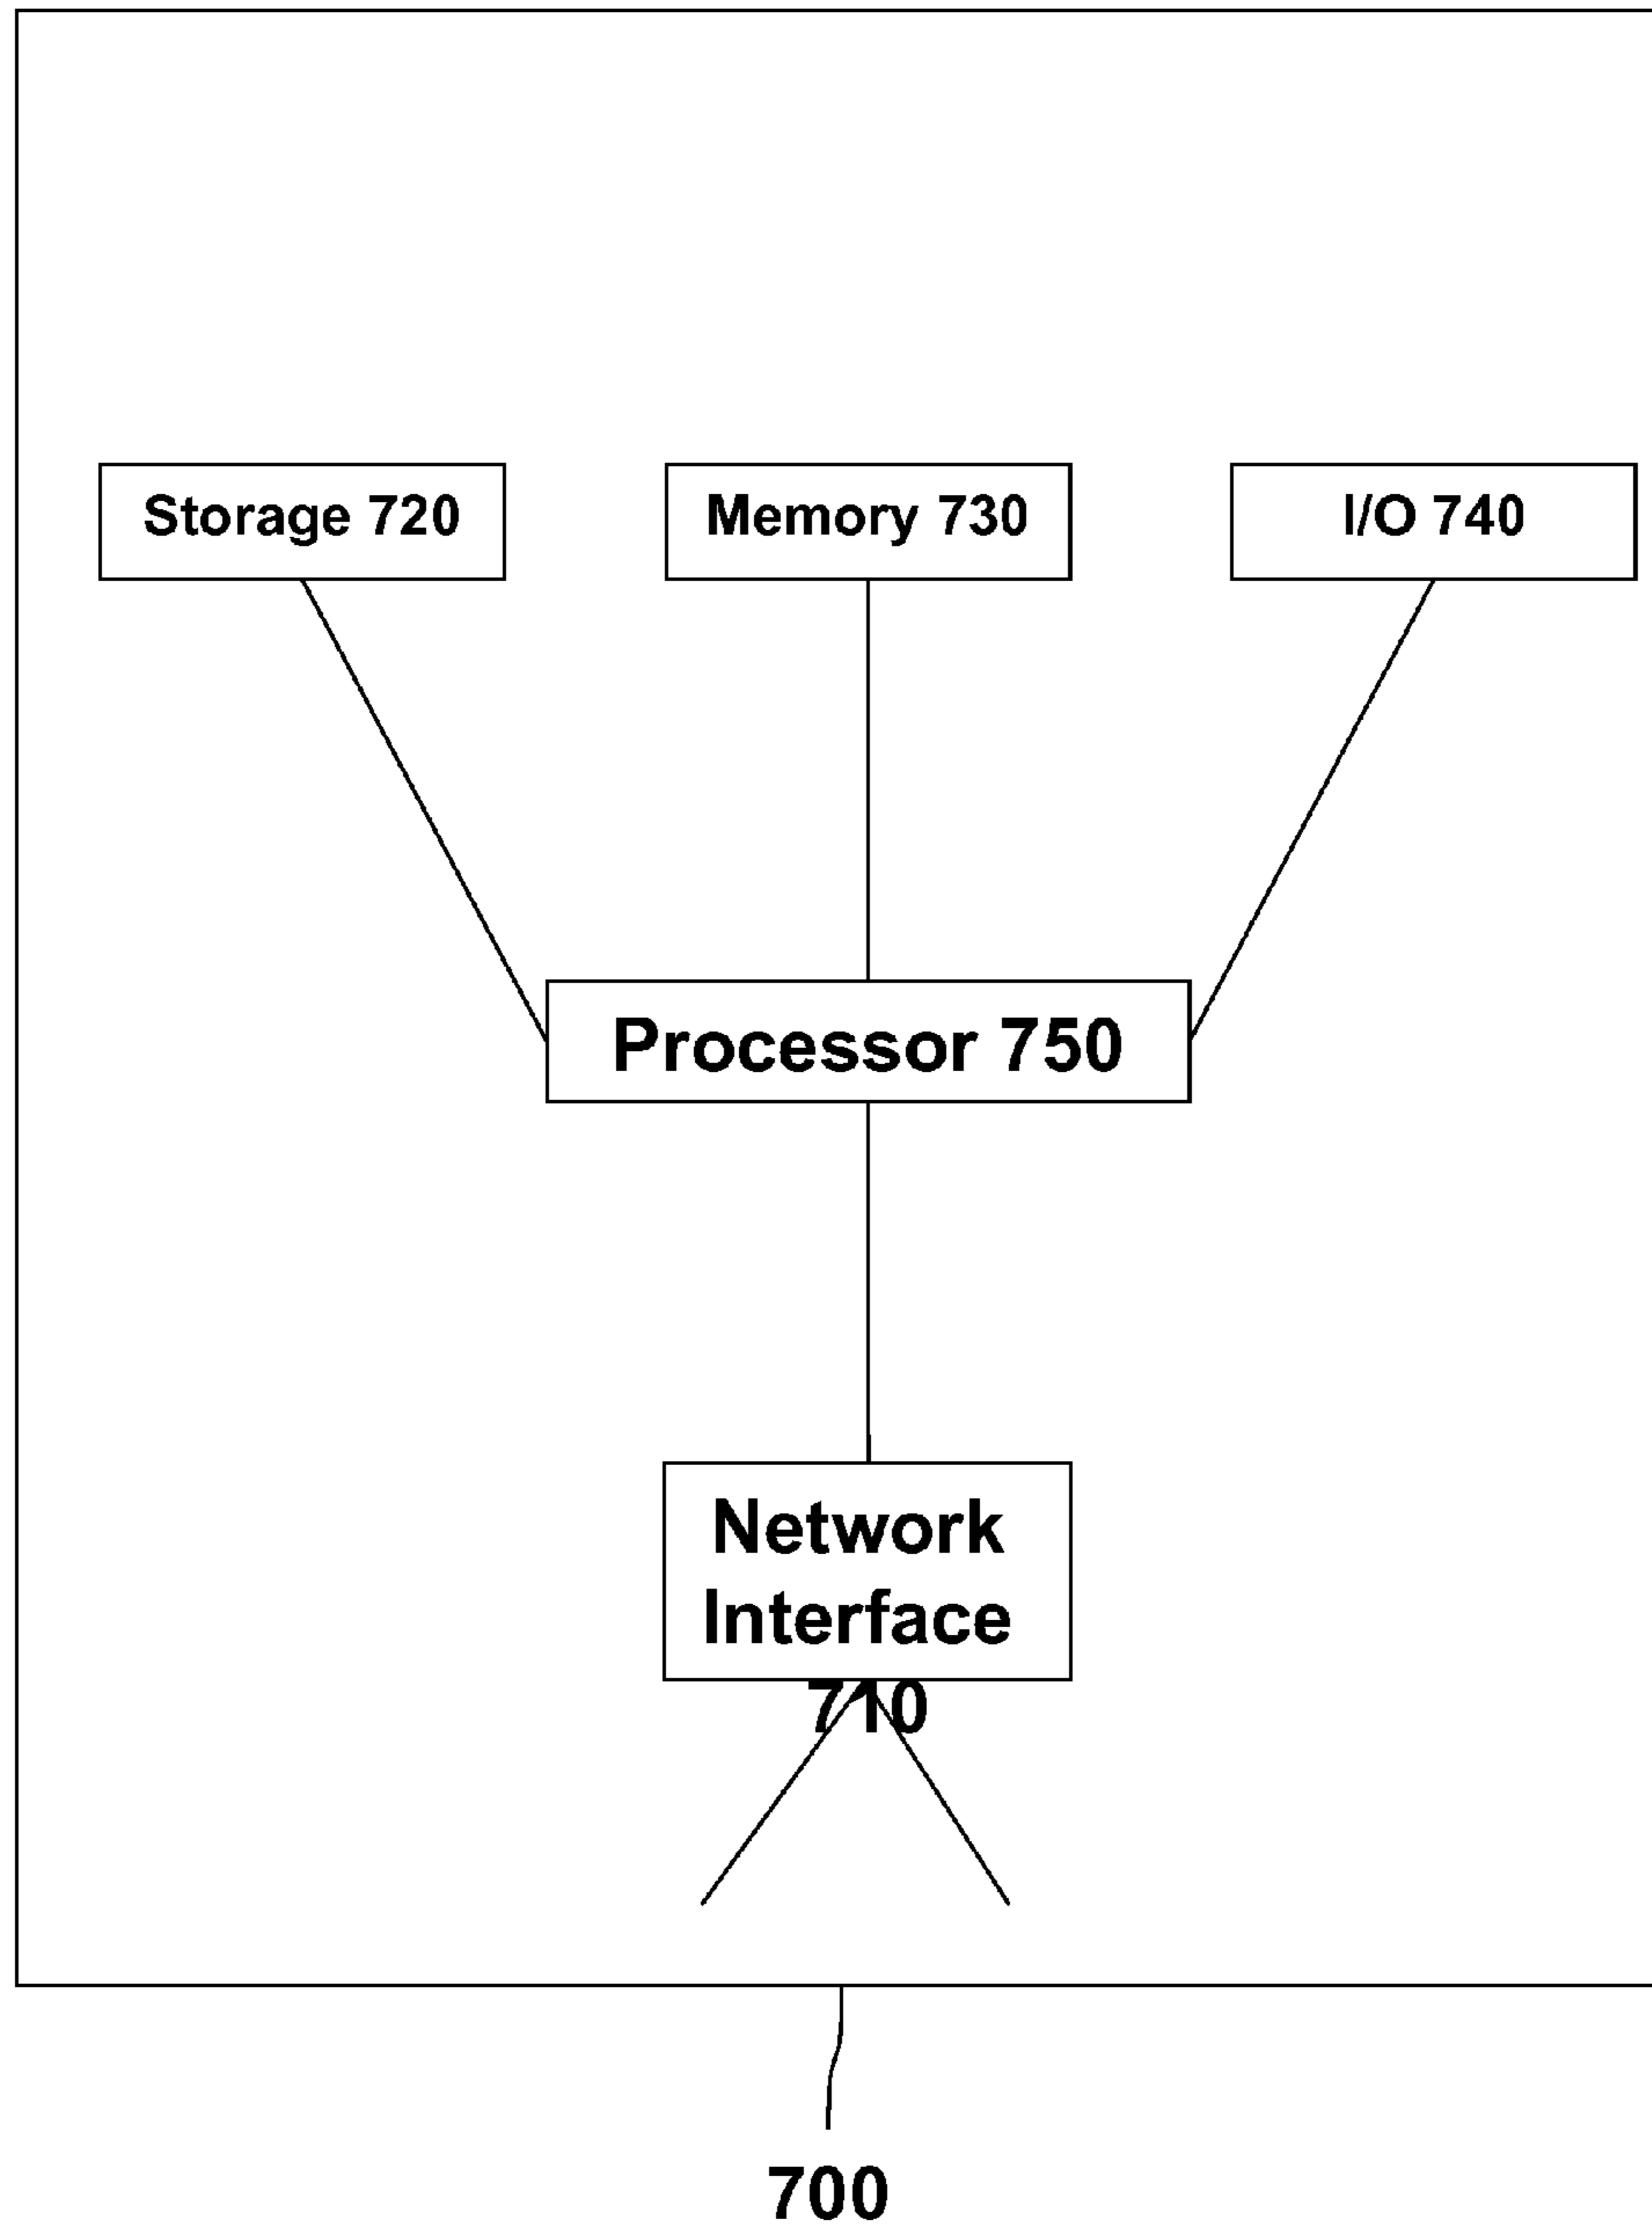 Storage 720
Memory 730
I/O 740
Processor 750
Network
Interface
710
700